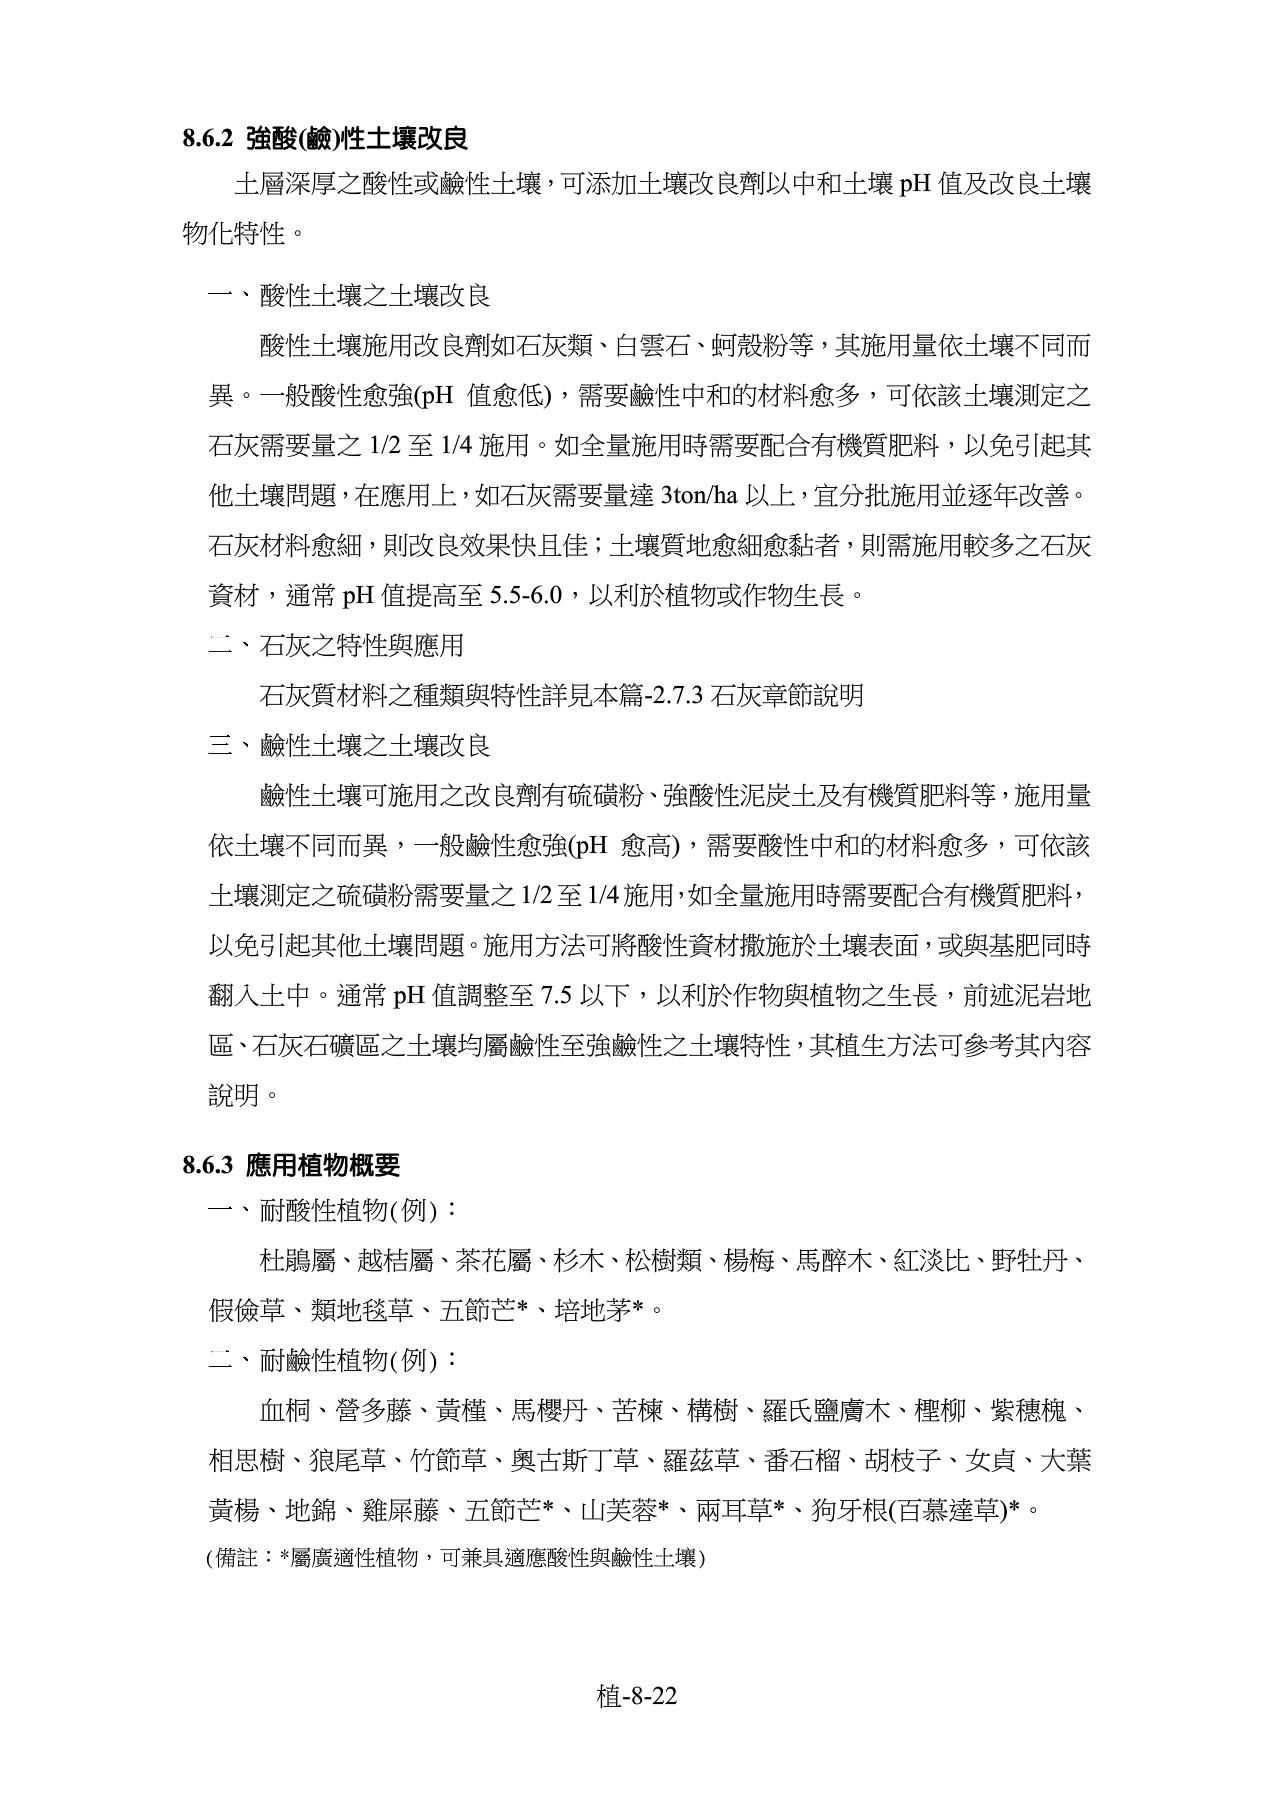 8.6.2 強酸(鹼)性土壤改良
土層深厚之酸性或鹼性土壤，可添加土壤改良劑以中和土壤 pH 值及改良土壤
物化特性。
一、酸性土壤之土壤改良
酸性土壤施用改良劑如石灰類、白雲石、蚵殼粉等，其施用量依土壤不同而
異。一般酸性愈強(pH 值愈低)，需要鹼性中和的材料愈多，可依該土壤測定之
石灰需要量之 1/2 至 1/4 施用。如全量施用時需要配合有機質肥料，以免引起其
他土壤問題，在應用上，如石灰需要量達 3ton/ha 以上，宜分批施用並逐年改善。
石灰材料愈細，則改良效果快且佳；土壤質地愈細愈黏者，則需施用較多之石灰
資材，通常 pH 值提高至 5.5-6.0，以利於植物或作物生長。
二、石灰之特性與應用
石灰質材料之種類與特性詳見本篇-2.7.3 石灰章節說明
三、鹼性土壤之土壤改良
鹼性土壤可施用之改良劑有硫磺粉、強酸性泥炭土及有機質肥料等，施用量
依土壤不同而異，一般鹼性愈強(pH 愈高)，需要酸性中和的材料愈多，可依該
土壤測定之硫磺粉需要量之 1/2 至 1/4 施用，如全量施用時需要配合有機質肥料，
以免引起其他土壤問題。施用方法可將酸性資材撒施於土壤表面，或與基肥同時
翻入土中。通常 pH 值調整至 7.5 以下，以利於作物與植物之生長，前述泥岩地
區、石灰石礦區之土壤均屬鹼性至強鹼性之土壤特性，其植生方法可參考其內容
說明。
8.6.3 應用植物概要
一、耐酸性植物(例)：
杜鵑屬、越桔屬、茶花屬、杉木、松樹類、楊梅、馬醉木、紅淡比、野牡丹、
假儉草、類地毯草、五節芒*、培地茅*。
二、耐鹼性植物(例)：
血桐、營多藤、黃槿、馬櫻丹、苦楝、構樹、羅氏鹽膚木、檉柳、紫穗槐、
相思樹、狼尾草、竹節草、奧古斯丁草、羅茲草、番石榴、胡枝子、女貞、大葉
黃楊、地錦、雞屎藤、五節芒*、山芙蓉*、兩耳草*、狗牙根(百慕達草)*。
(備註：*屬廣適性植物，可兼具適應酸性與鹼性土壤)
植-8-22